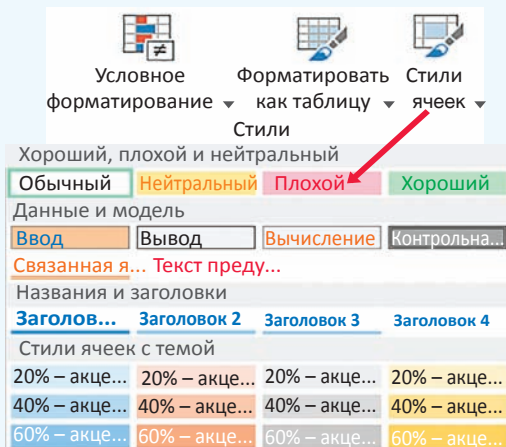 Условное Форматировать Стили
форматирование как таблицу ячеек
Стили
Хороший, плохой и нейтральный
Обычный Нейтральный Плохой Хороший
Данные и модель
Ввод Вывод Вычисление Контрольна...
Связанная я... Текст преду...
Названия и заголовки
Заголов... Заголовок 2 Заголовок 3 Заголовок 4
Стили ячеек с темой
20% – акце... 20% – акце... 20% – акце... 20% – акце...
40% – акце... 40% – акце... 40% – акце... 40% – акце...
60% – акце... 60% – акце... 60% – акце... 60% – акце...